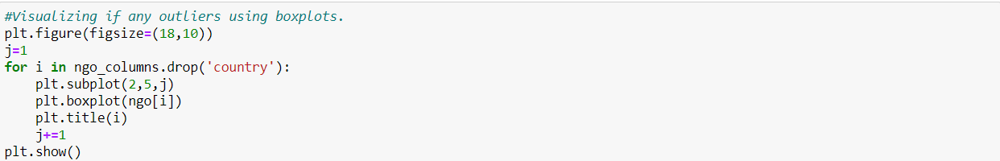 #Visualizing if any outliers using boxplots.
plt.figure(figsize=(18,10))
j=1
for i in ngo_columns.drop('country'):
    plt.subplot(2,5,j)
    plt.boxplot(ngo[i])
    plt.title(i)
    j+=1
plt.show()